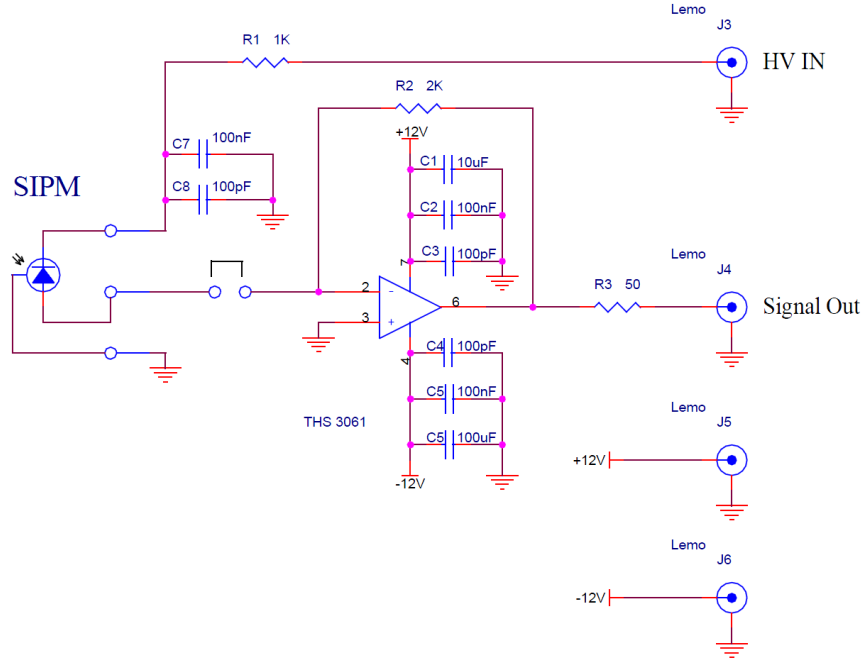 Lemo
J3
R1 1K
HV IN
R2 2K
+12V
C7 100nF
C1 10uF
SIPM
C8 100pF
C2 100nF
C3 100pF
7
Lemo
J4
2
-
6
R3 50
Signal Out
3
+
4
C4 100pF
C5 100nF
THS 3061
Lemo
J5
C5 100uF
+12V
-12V
Lemo
J6
-12V